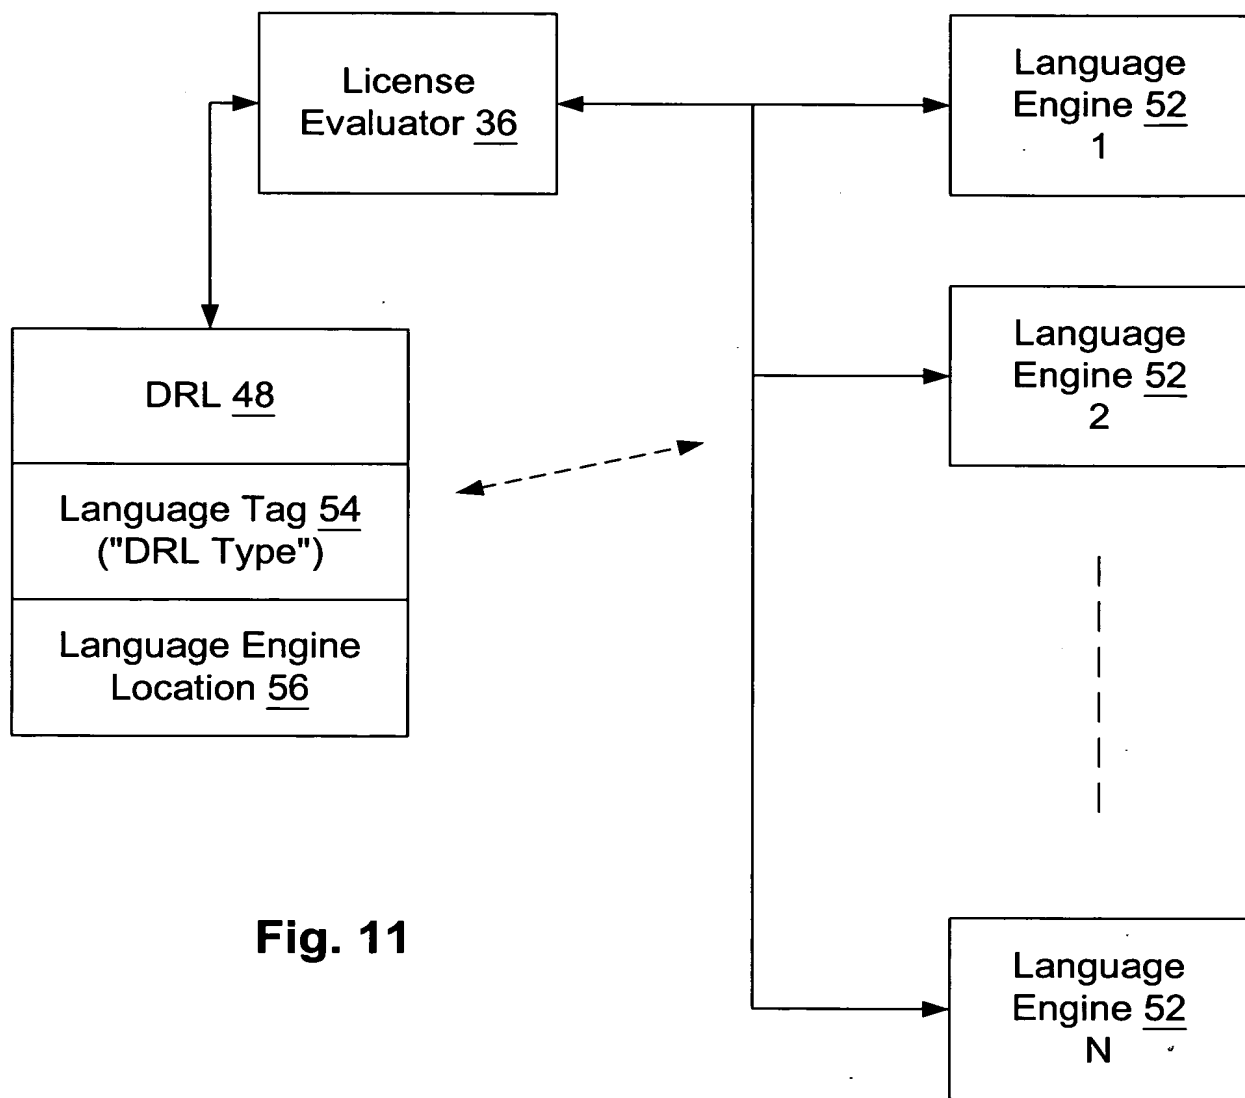 License
Evaluator 36
Language
Engine 52
1
Language
Engine 52
2
DRL 48
Language Tag 54
("DRL Type")
Language Engine
Location 56
Fig. 11
Language
Engine 52
N